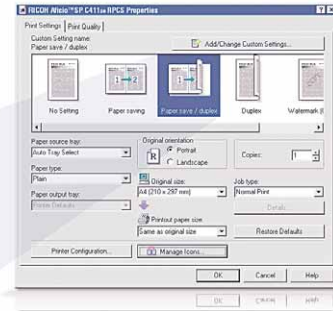 RICOH Aficio™SP C411DN RPCS Properties
Print Settings Print Quality
Custom Setting name:
Paper save / duplex
Add/Change Custom Settings...
No Setting Paper saving Paper save / duplex Duplex Watermark
Paper source tray:
Auto Tray Select
Original orientation
Portrait
Landscape
Copies:
1
Paper type:
Plain
Original size:
A4 (210 x 297 mm)
Job type:
Normal Print
Paper output tray:
Printer Defaults
Details...
Printout paper size
Same as original size
Restore Defaults
Printer Configuration...
Manage Icons...
OK Cancel Help